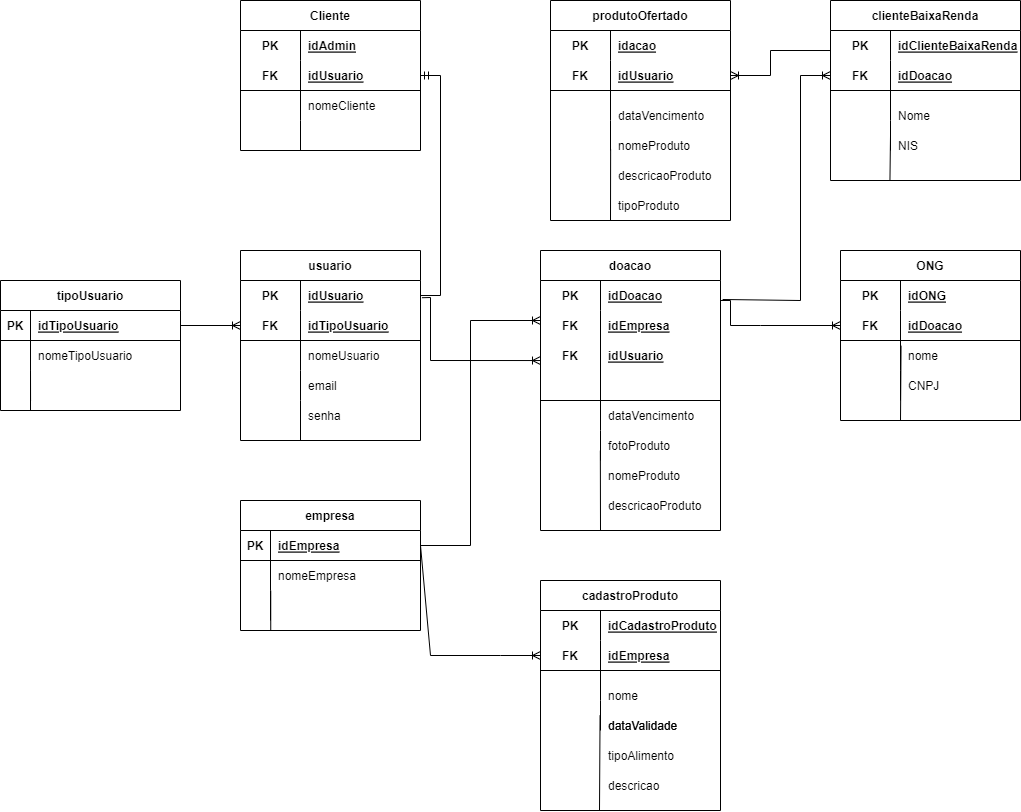 Cliente
PK idAdmin
FK idUsuario
nomeCliente
produtoOfertado
PK idacao
FK idUsuario
dataVencimento
nomeProduto
descricaoProduto
tipoProduto
clienteBaixaRenda
PK idClienteBaixaRenda
FK idDoacao
Nome
NIS
tipoUsuario
PK idTipoUsuario
nomeTipoUsuario
usuario
PK idUsuario
FK idTipoUsuario
nomeUsuario
email
senha
doacao
PK idDoacao
FK idEmpresa
FK idUsuario
dataVencimento
fotoProduto
nomeProduto
descricaoProduto
ONG
PK idONG
FK idDoacao
nome
CNPJ
empresa
PK idEmpresa
nomeEmpresa
cadastroProduto
PK idCadastroProduto
FK idEmpresa
nome
dataValidade
tipoAlimento
descricao